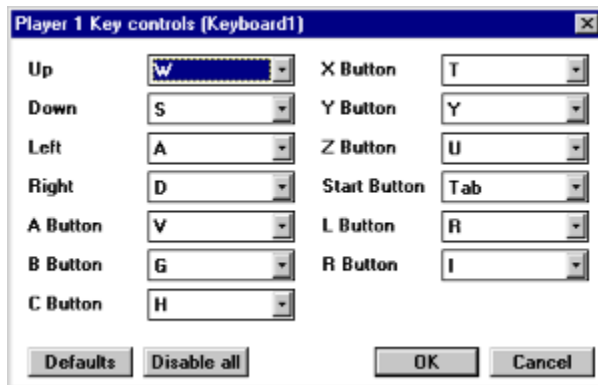 Player 1 Key controls (Keyboard1)
Up W X Button T
Down S Y Button Y
Left A Z Button U
Right D Start Button Tab
A Button V L Button R
B Button G R Button I
C Button H
Defaults Disable all OK Cancel